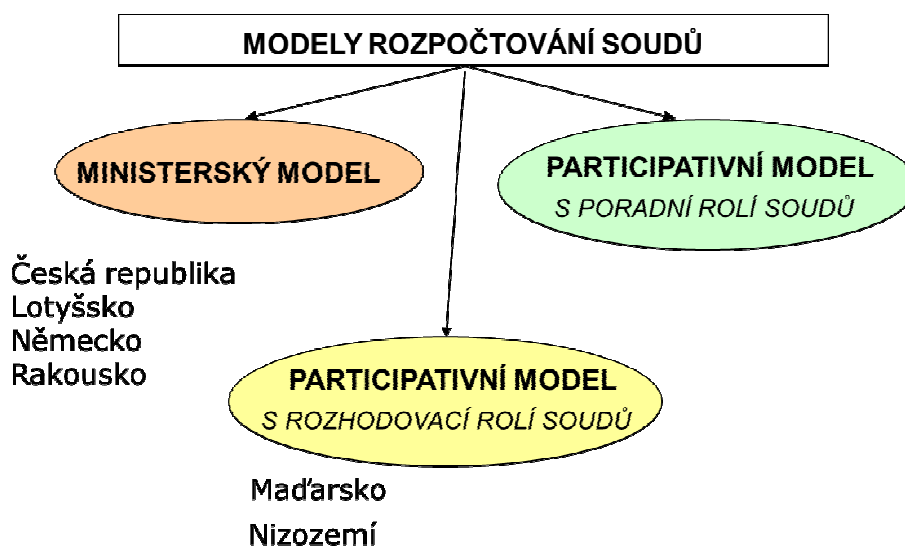 MODELY ROZPOČTOVÁNÍ SOUDŮ
MINISTERSKÝ MODEL
PARTICIPATIVNÍ MODEL
S PORADNÍ ROLÍ SOUDŮ
Česká republika
Lotyšsko
Německo
Rakousko
PARTICIPATIVNÍ MODEL
S ROZHODOVACÍ ROLÍ SOUDŮ
Maďarsko
Nizozemí